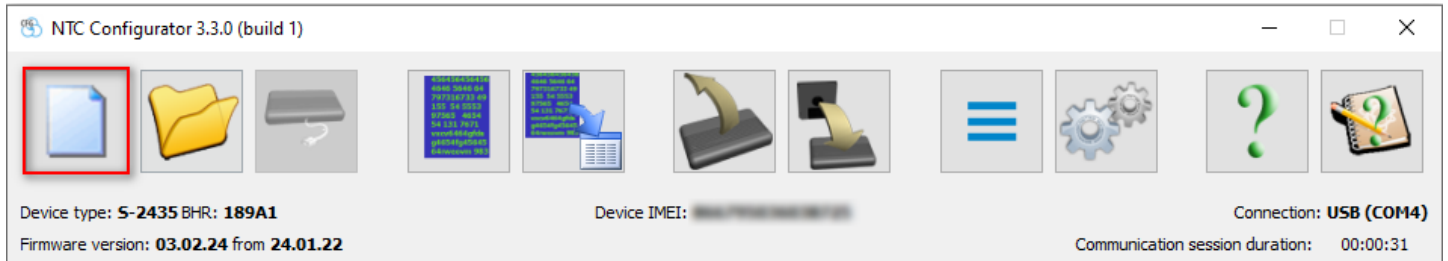 NTC Configurator 3.3.0 (build 1)
Device type: S-2435 BHR: 189A1
Device IMEI:
Connection: USB (COM4)
Firmware version: 03.02.24 from 24.01.22
Communication session duration: 00:00:31